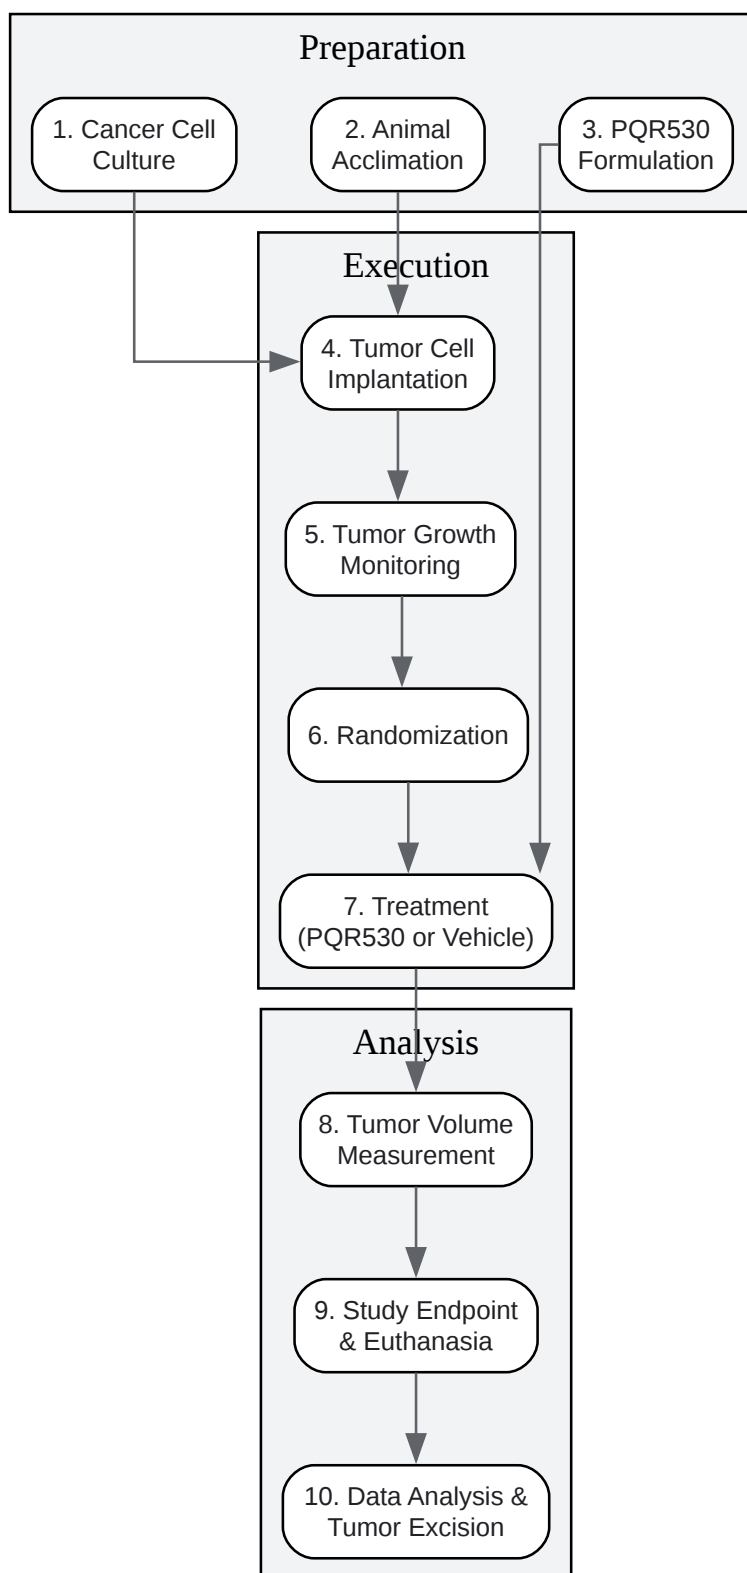 Preparation
1. Cancer Cell
Culture
2. Animal
Acclimation
3. PQR530
Formulation
Execution
4. Tumor Cell
Implantation
5. Tumor Growth
Monitoring
6. Randomization
7. Treatment
(PQR530 or Vehicle)
Analysis
8. Tumor Volume
Measurement
9. Study Endpoint
& Euthanasia
10. Data Analysis &
Tumor Excision